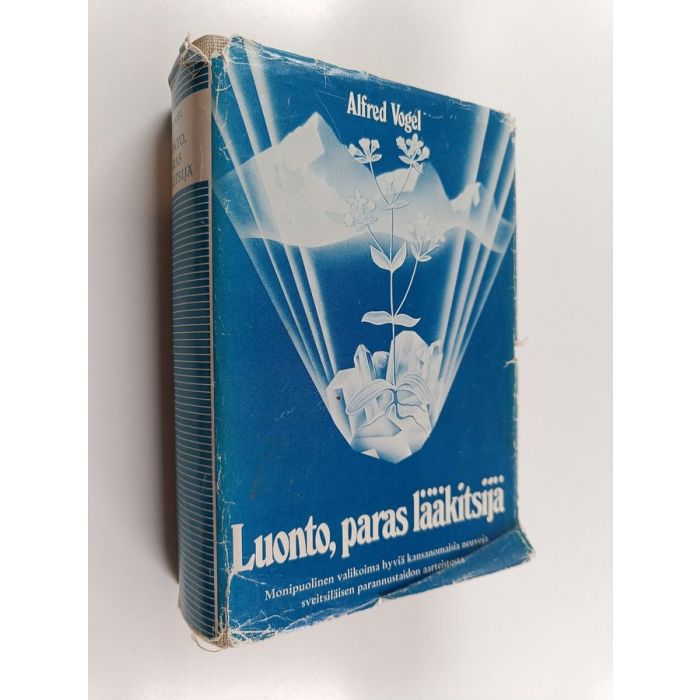 Alfred Vogel
Luonto, paras lääkitsijä
Monipuolinen valikoima hyviä kansanomaisia neuvoja
sveitsiläisen parannustaidon aarteistosta